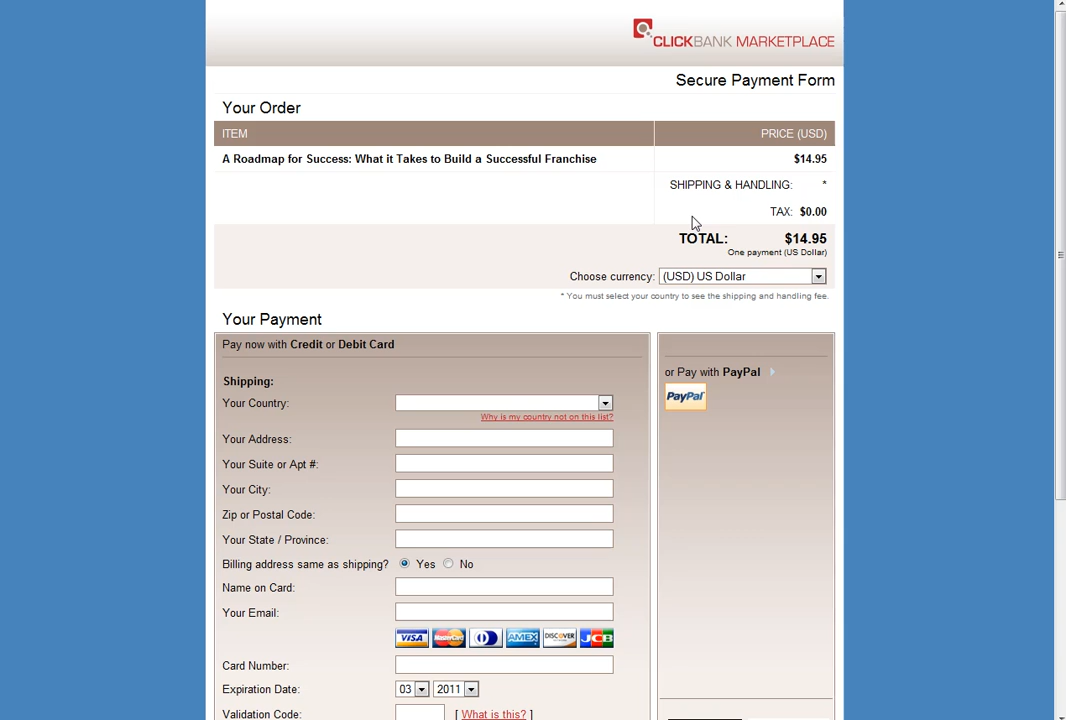 CLICKBANK MARKETPLACE
Secure Payment Form
Your Order
ITEM PRICE (USD)
A Roadmap for Success: What it Takes to Build a Successful Franchise $14.95
SHIPPING & HANDLING: *
TAX: $0.00
TOTAL: $14.95
One payment (US Dollar)
Choose currency: (USD) US Dollar
* You must select your country to see the shipping and handling fee.
Your Payment
Pay now with Credit or Debit Card
or Pay with PayPal
PayPal
Shipping:
Your Country:
Why is my country not on this list?
Your Address:
Your Suite or Apt #:
Your City:
Zip or Postal Code:
Your State / Province:
Billing address same as shipping? Yes No
Name on Card:
Your Email:
VISA MasterCard AMEX DISCOVER JCB
Card Number:
Expiration Date: 03 2011
Validation Code: [ What is this? ]